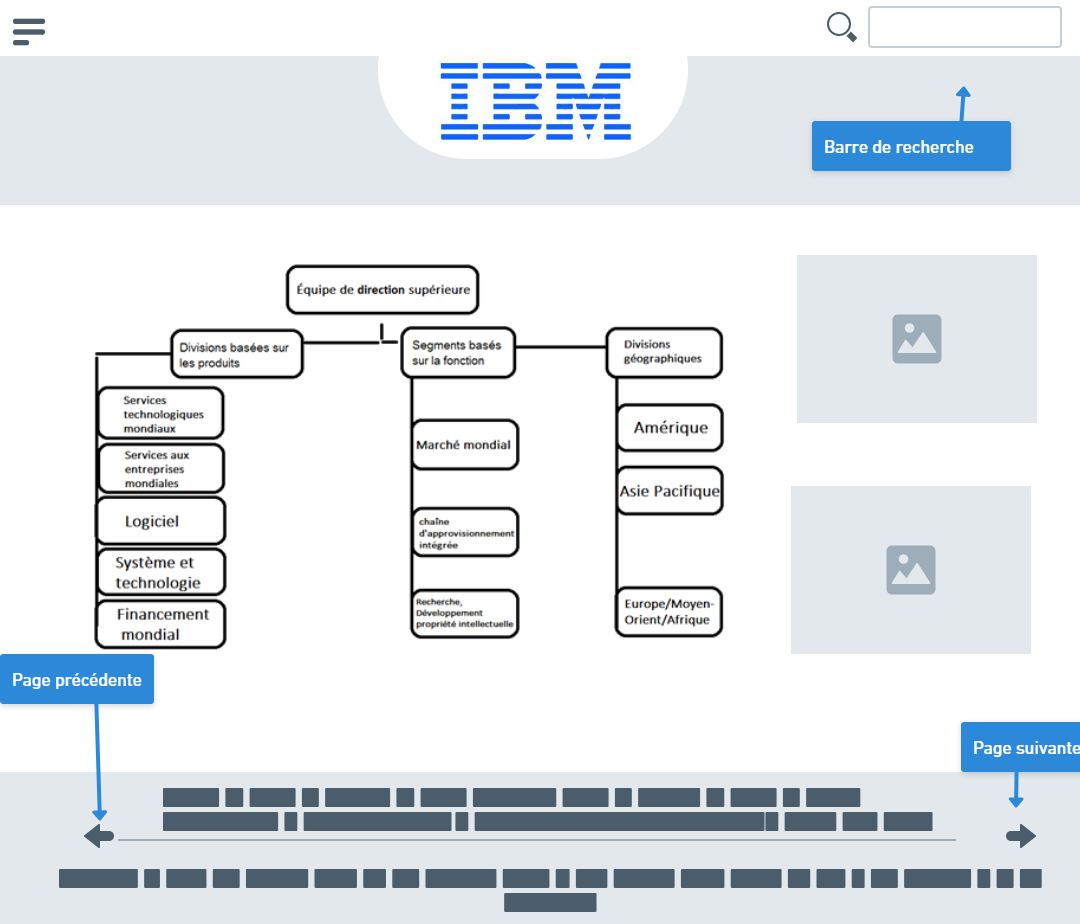 IBM
Barre de recherche
Équipe de direction supérieure
Divisions basées sur
les produits
Segments basés
sur la fonction
Divisions
géographiques
Services
technologiques
mondiaux
Services aux
entreprises
mondiales
Logiciel
Système et
technologie
Financement
mondial
Marché mondial
chaîne
d'approvisionnement
intégrée
Recherche,
Développement
propriété intellectuelle
Amérique
Asie Pacifique
Europe/Moyen-
Orient/Afrique
Page précédente
Page suivante